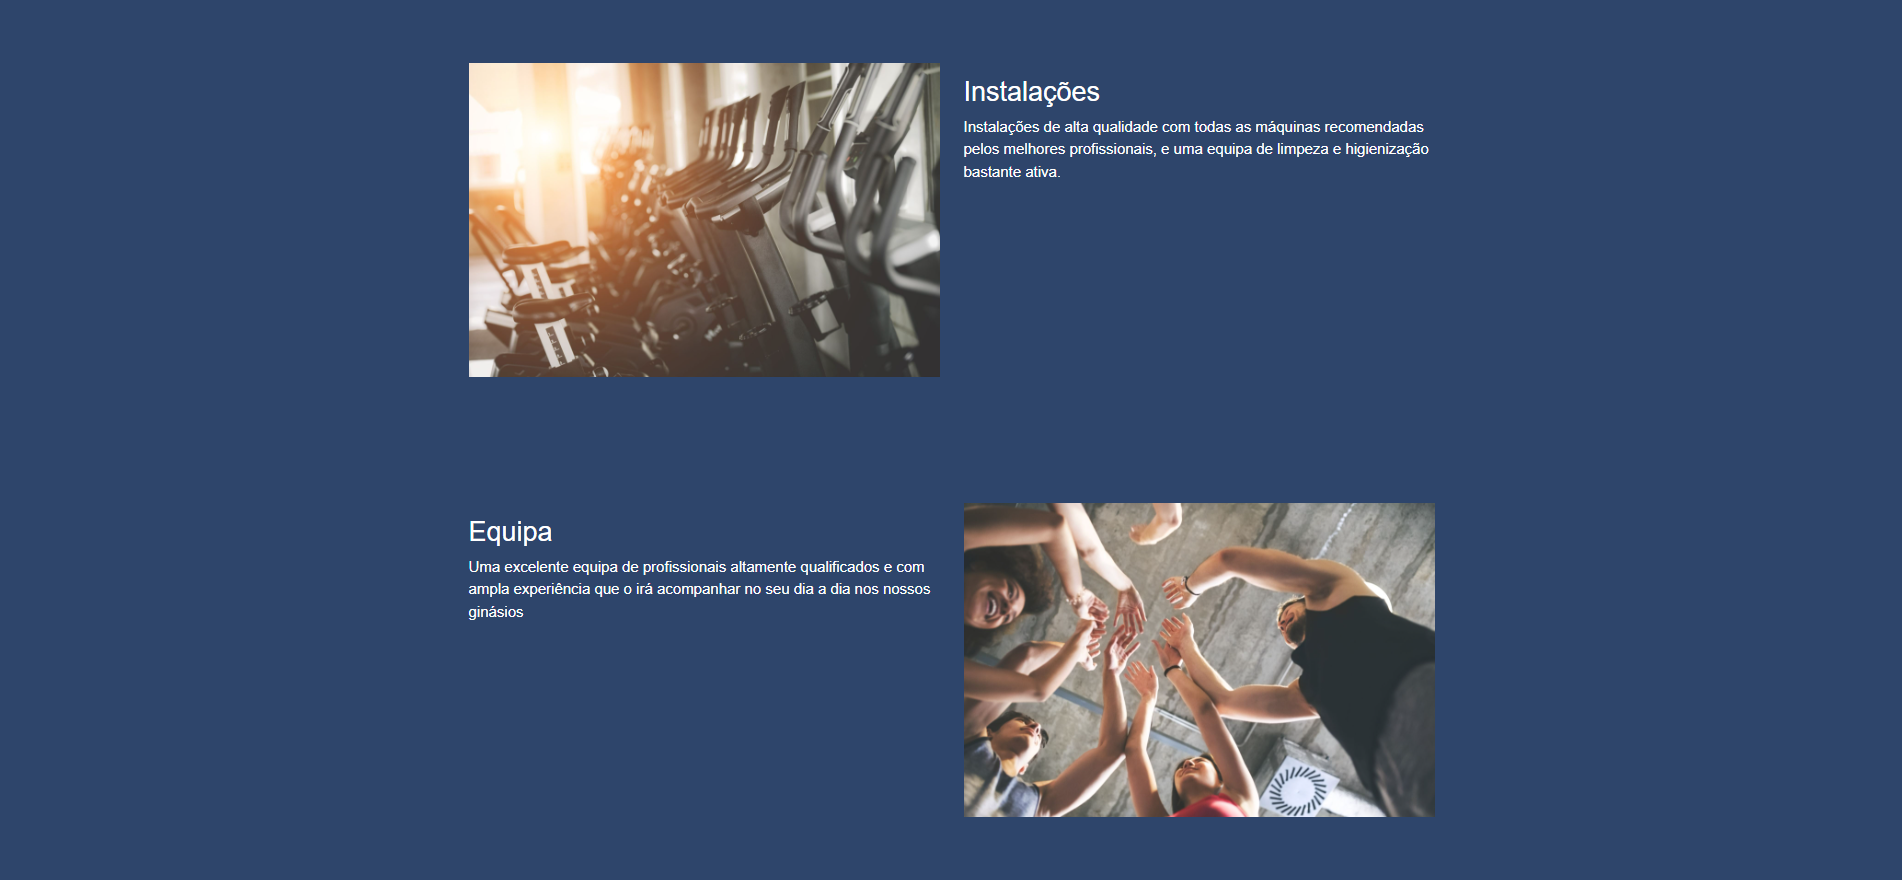 Instalações
Instalações de alta qualidade com todas as máquinas recomendadas
pelos melhores profissionais, e uma equipa de limpeza e higienização
bastante ativa.
Equipa
Uma excelente equipa de profissionais altamente qualificados e com
ampla experiência que o irá acompanhar no seu dia a dia nos nossos
ginásios